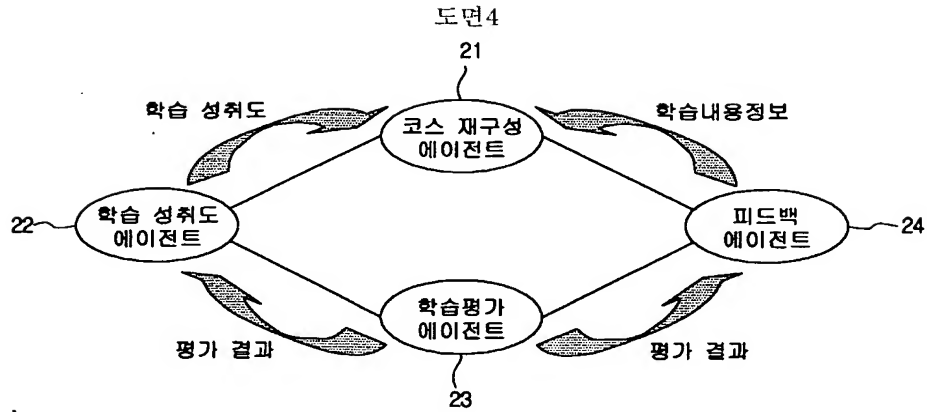 도면4
21
학습 성취도
학습내용정보
코스 재구성
에이전트
22
학습 성취도
에이전트
피드백
에이전트
24
학습평가
에이전트
평가 결과
평가 결과
23